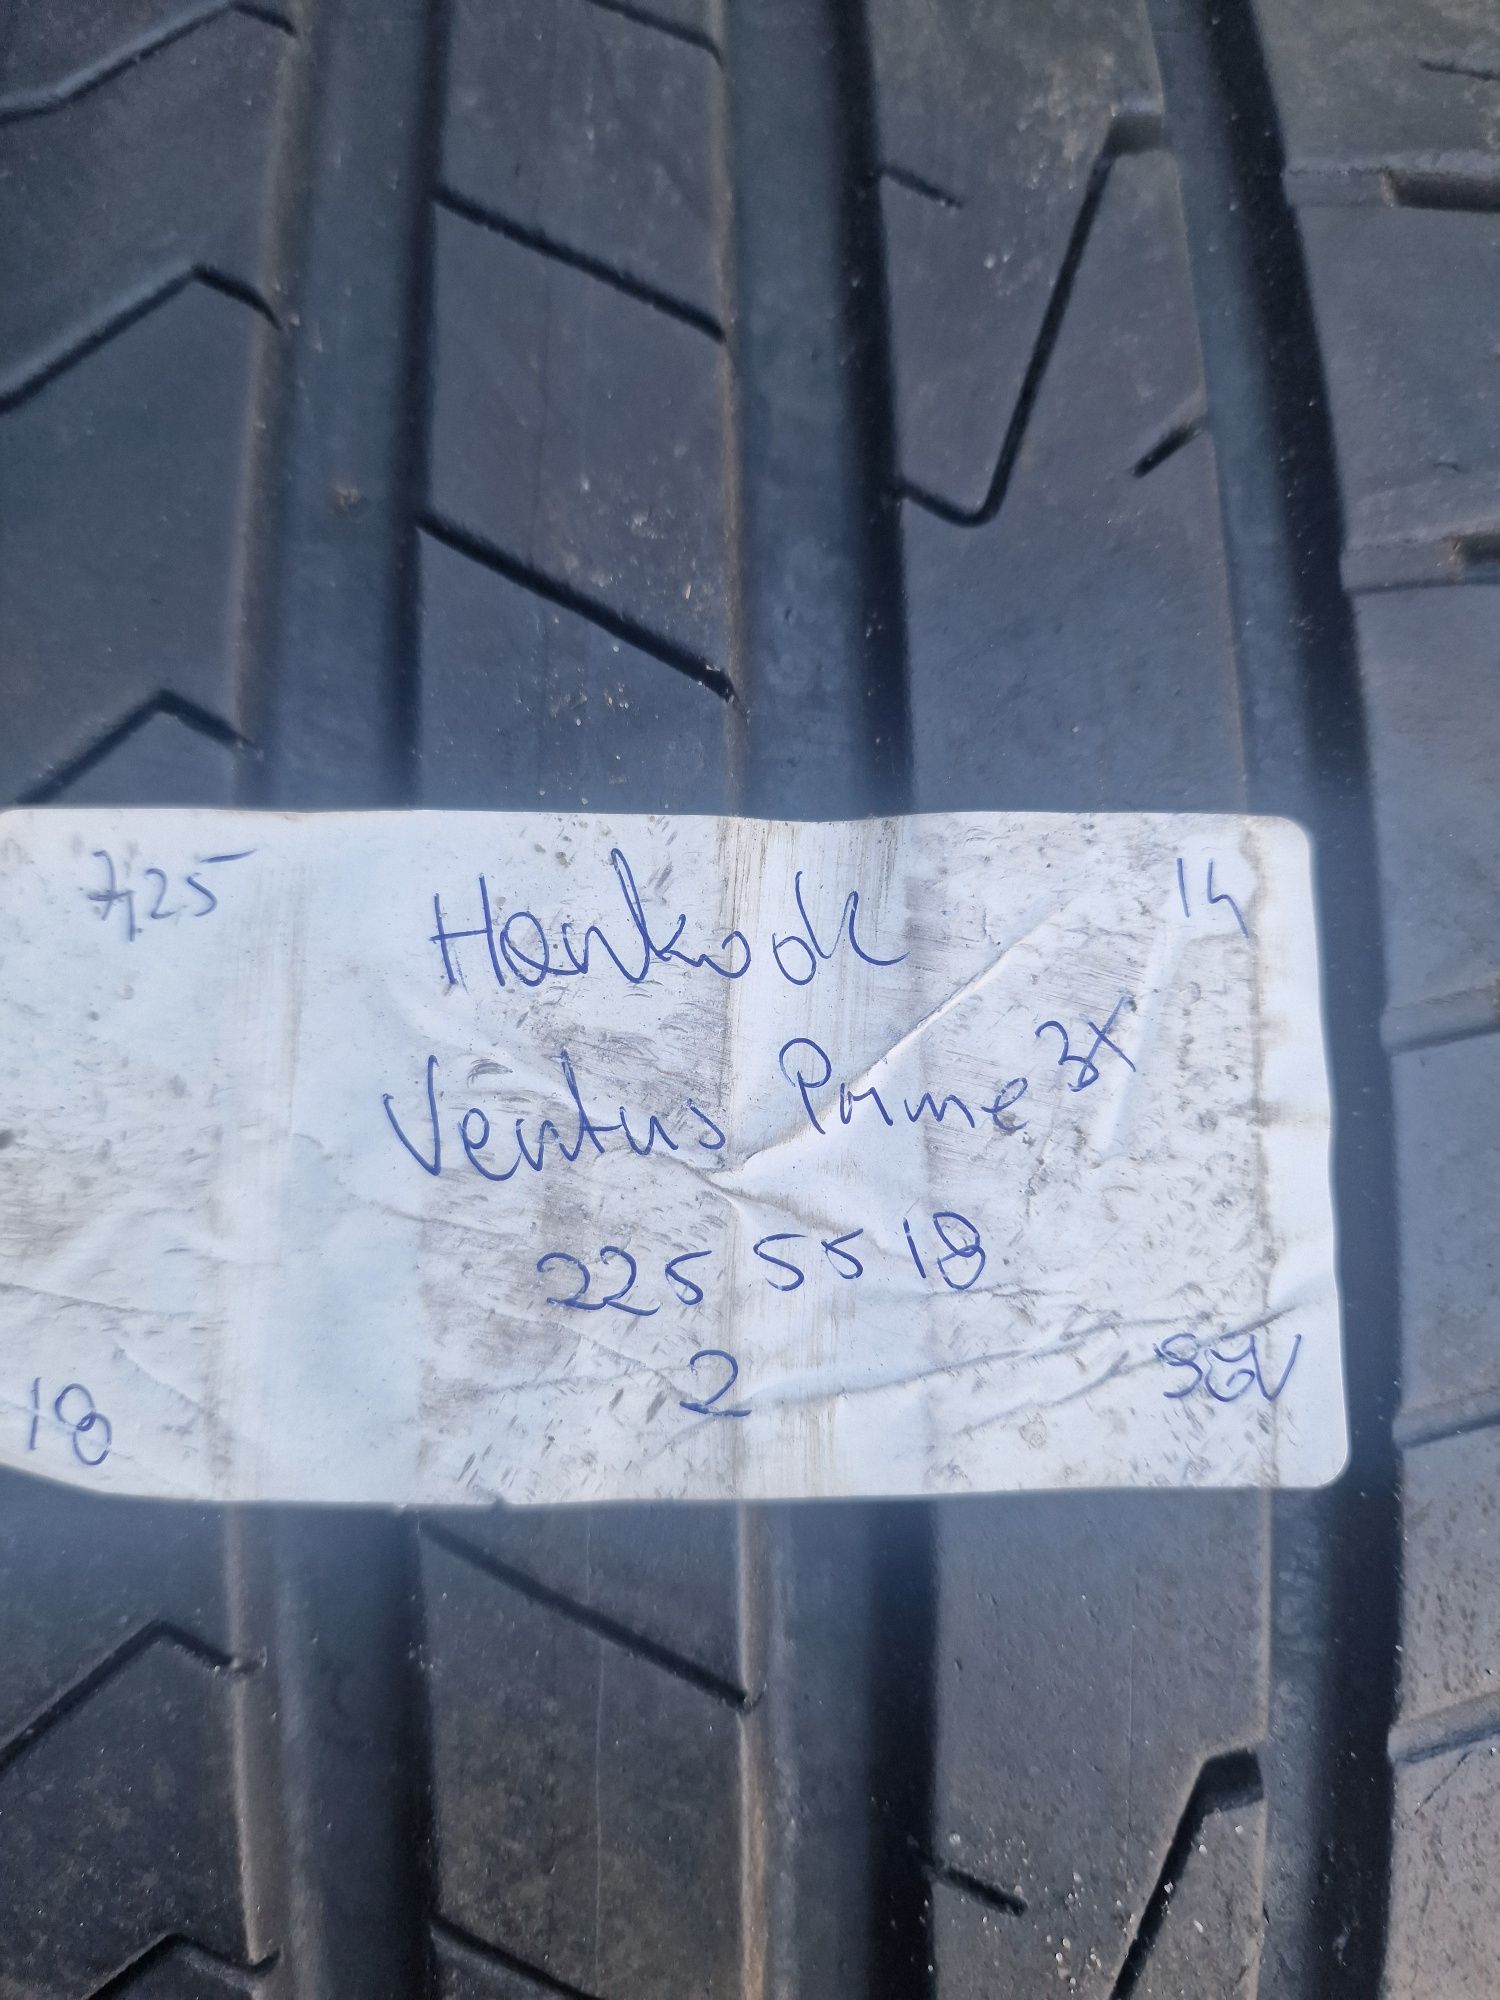 7,25 Hankook 14
Ventus Prime 3X
225 55 18
2
18 98V